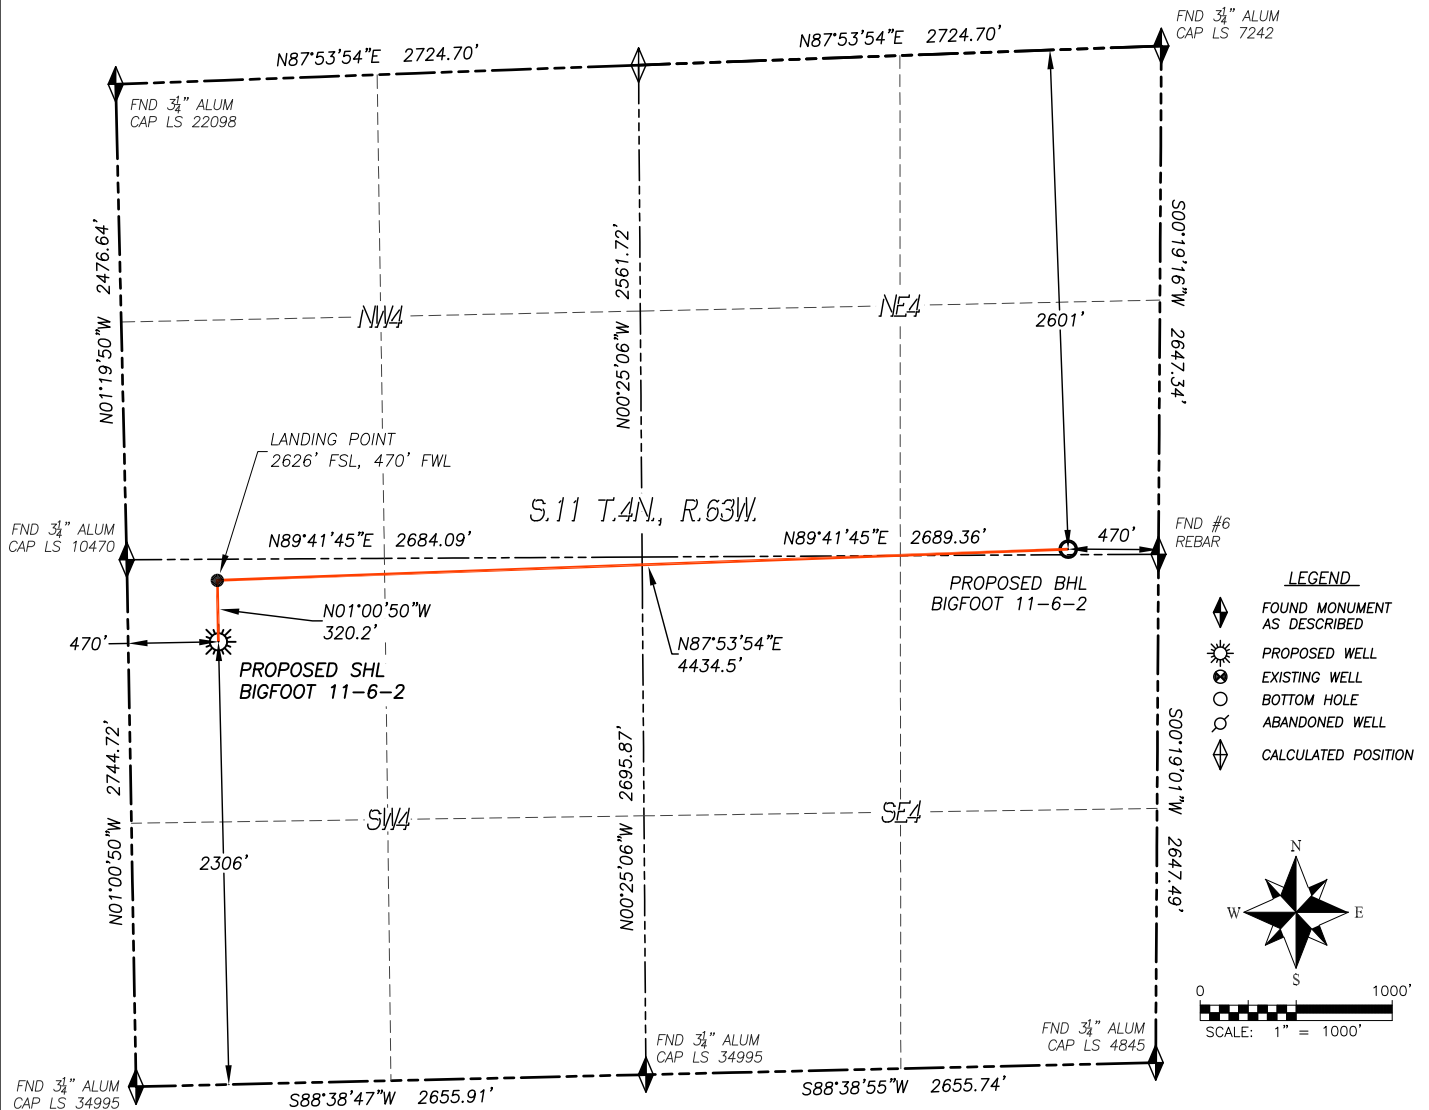 N87°53'54"E 2724.70'
N87°53'54"E 2724.70'
FND 3¼" ALUM
CAP LS 7242
FND 3¼" ALUM
CAP LS 22098
N01°19'50"W 2476.64'
N00°25'06"W 2561.72'
S00°19'16"W 2647.34'
NW4
NE4
2601'
LANDING POINT
2626' FSL, 470' FWL
S.11 T.4N., R.63W.
FND 3¼" ALUM
CAP LS 10470
N89°41'45"E 2684.09'
N89°41'45"E 2689.36'
470'
FND #6
REBAR
PROPOSED BHL
BIGFOOT 11-6-2
N01°00'50"W
320.2'
470'
N87°53'54"E
4434.5'
PROPOSED SHL
BIGFOOT 11-6-2
LEGEND
FOUND MONUMENT
AS DESCRIBED
PROPOSED WELL
EXISTING WELL
BOTTOM HOLE
ABANDONED WELL
CALCULATED POSITION
N01°00'50"W 2744.72'
N00°25'06"W 2695.87'
S00°19'01"W 2647.49'
SW4
SE4
2306'
N
W
E
S
0 1000'
SCALE: 1" = 1000'
FND 3¼" ALUM
CAP LS 34995
FND 3¼" ALUM
CAP LS 4845
FND 3¼" ALUM
CAP LS 34995
S88°38'47"W 2655.91'
S88°38'55"W 2655.74'